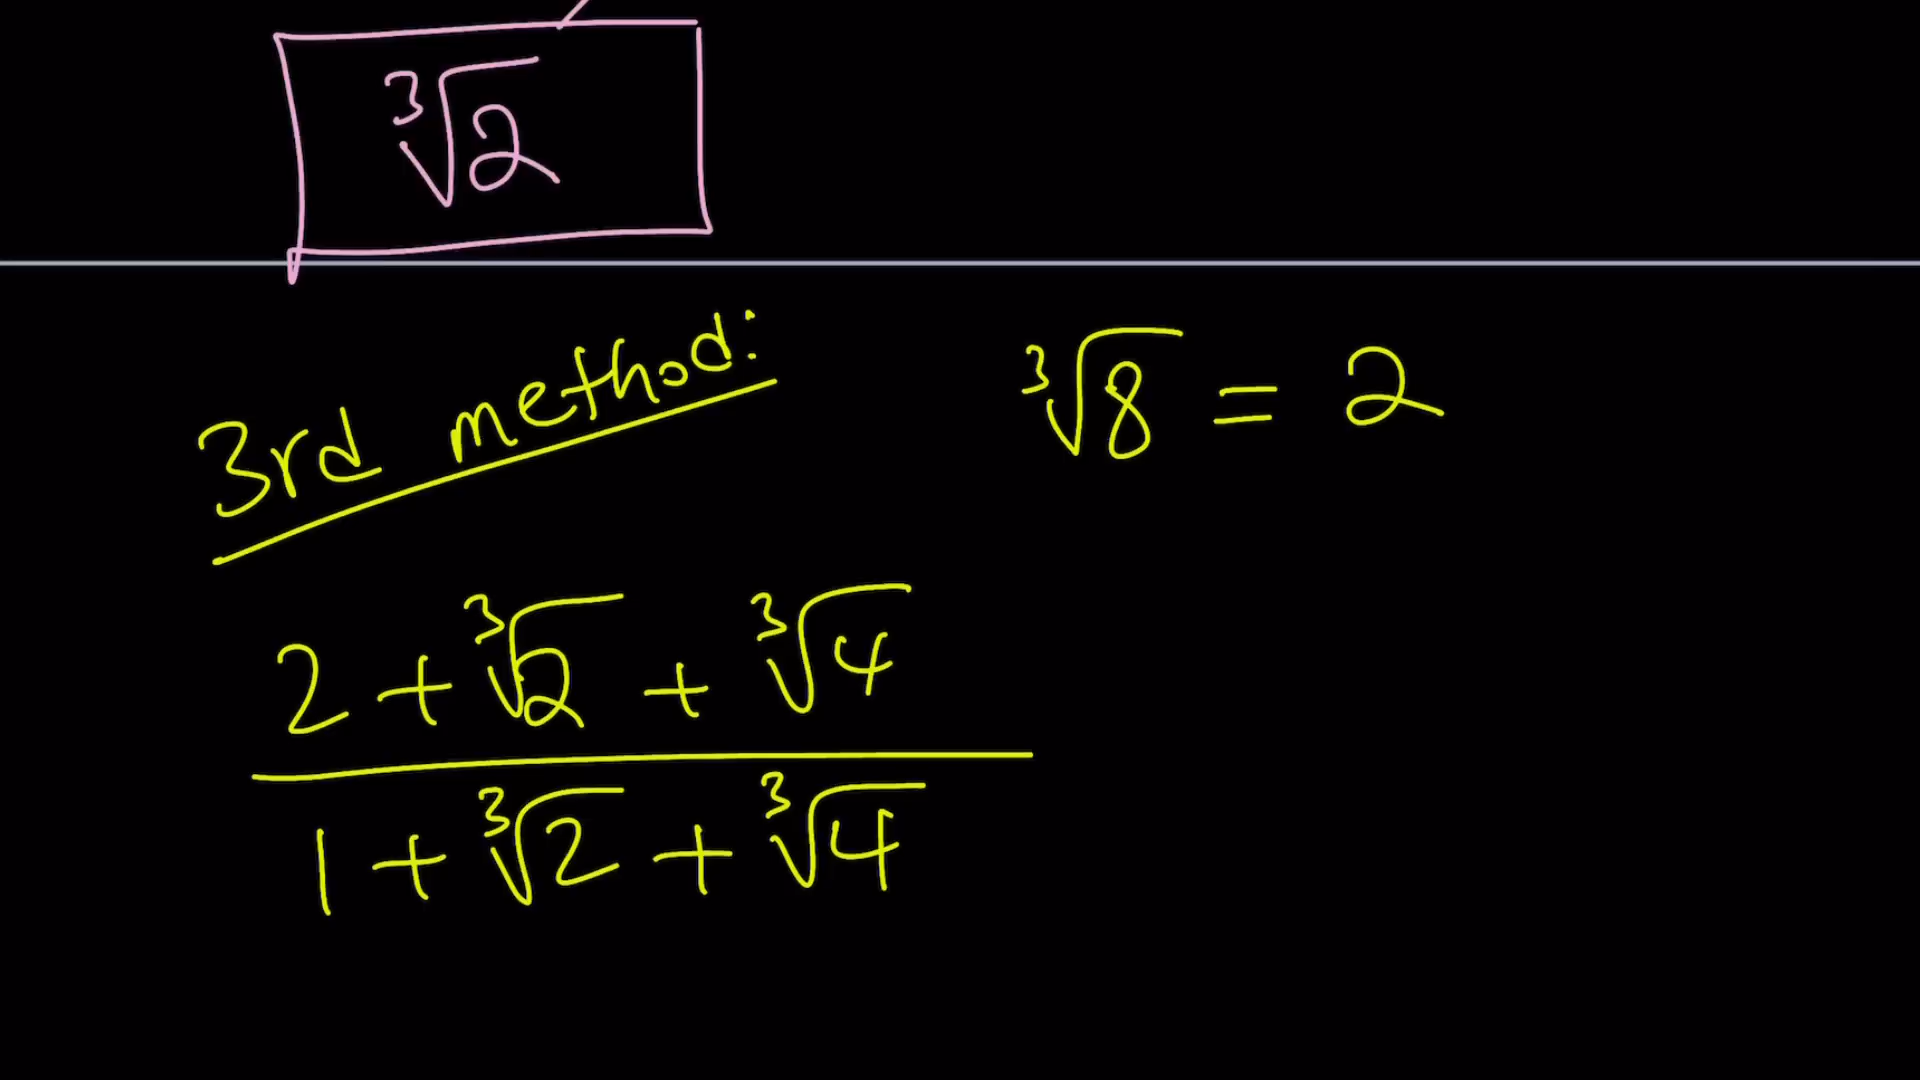 ∛2
3rd method:
∛8 = 2
2 + ∛2 + ∛4
1 + ∛2 + ∛4